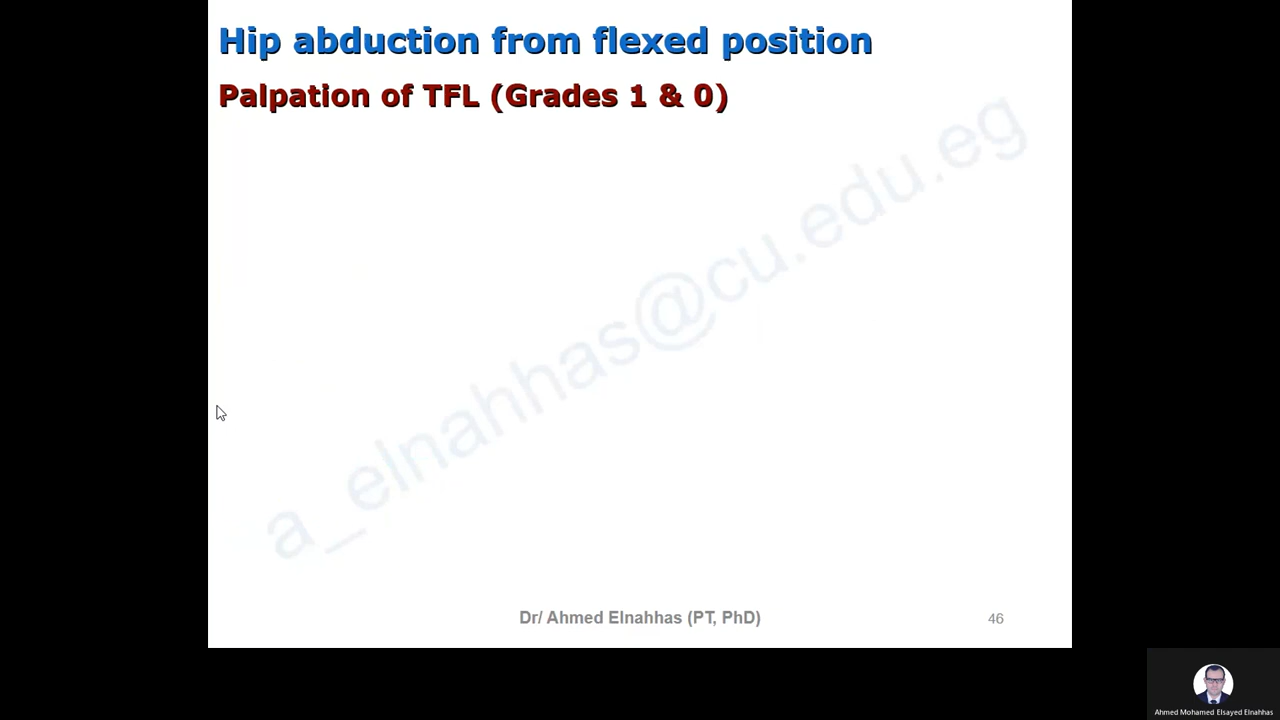 Hip abduction from flexed position
Palpation of TFL (Grades 1 & 0)
a_elnahhas@cu.edu.eg
Dr/ Ahmed Elnahhas (PT, PhD)
46
Ahmed Mohamed Elsayed Elnahhas